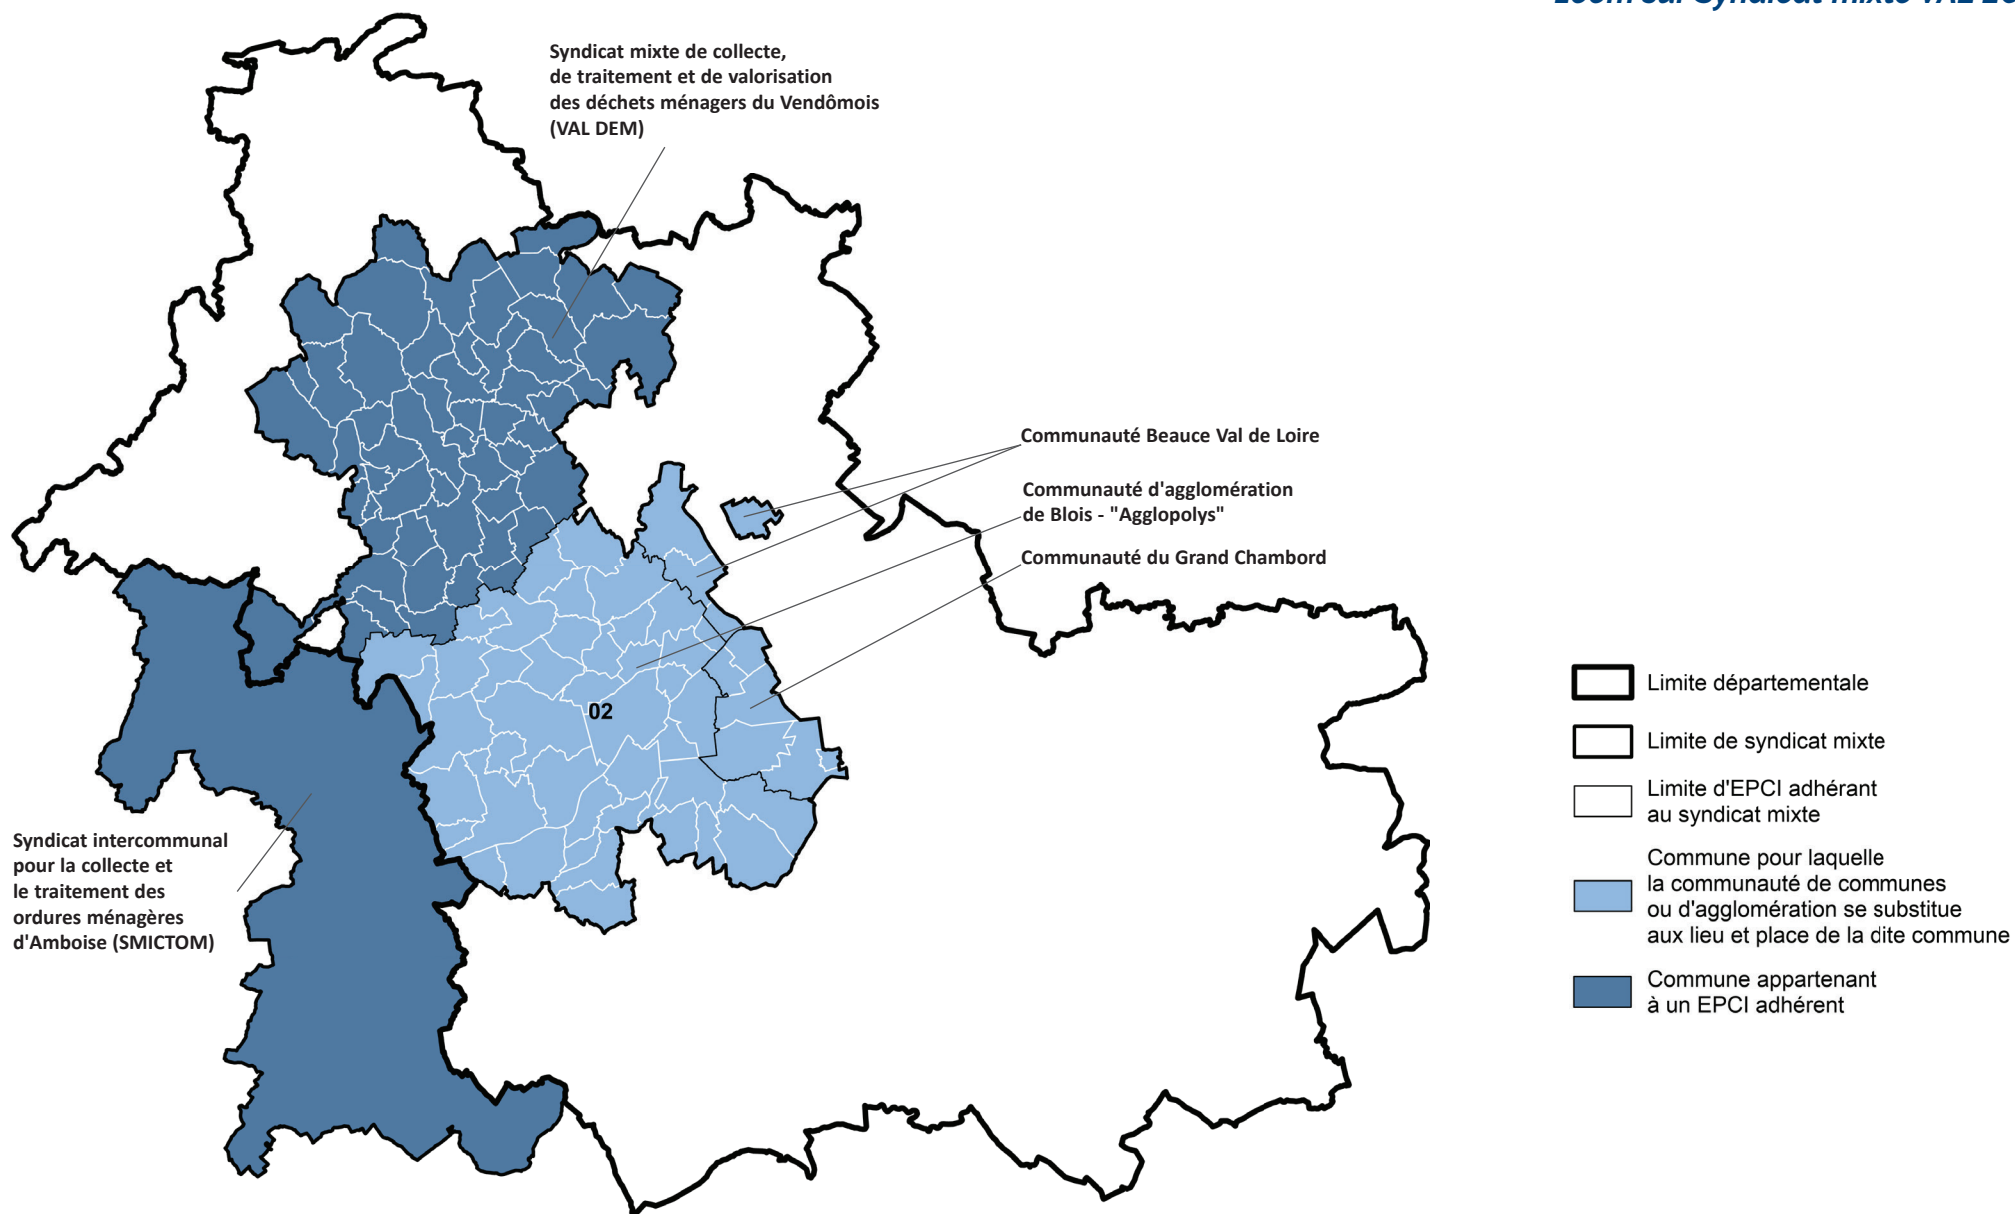 Syndicat mixte de collecte,
de traitement et de valorisation
des déchets ménagers du Vendômois
(VAL DEM)
Communauté Beauce Val de Loire
Communauté d'agglomération
de Blois - "Agglopolys"
Communauté du Grand Chambord
02
Syndicat intercommunal
pour la collecte et
le traitement des
ordures ménagères
d'Amboise (SMICTOM)
Limite départementale
Limite de syndicat mixte
Limite d'EPCI adhérant
au syndicat mixte
Commune pour laquelle
la communauté de communes
ou d'agglomération se substitue
aux lieu et place de la dite commune
Commune appartenant
à un EPCI adhérent